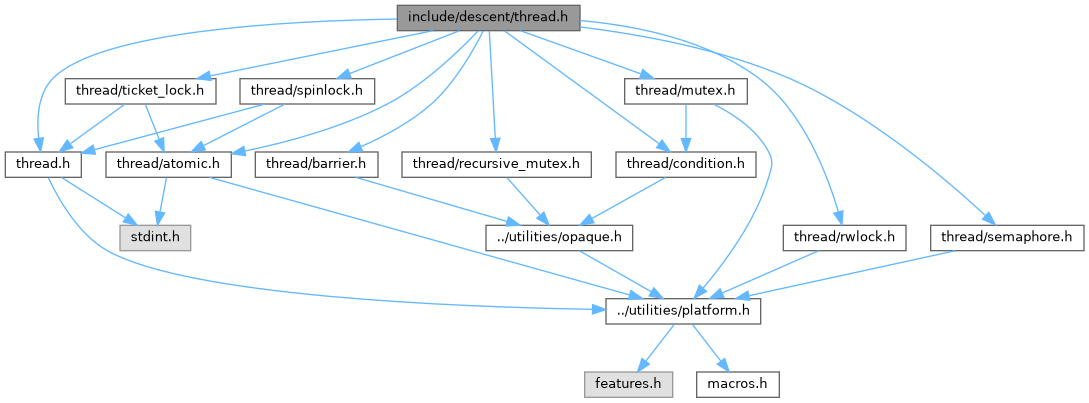 include/descent/thread.h
thread/ticket_lock.h
thread/spinlock.h
thread/mutex.h
thread.h
thread/atomic.h
thread/barrier.h
thread/recursive_mutex.h
thread/condition.h
stdint.h
../utilities/opaque.h
thread/rwlock.h
thread/semaphore.h
../utilities/platform.h
features.h
macros.h